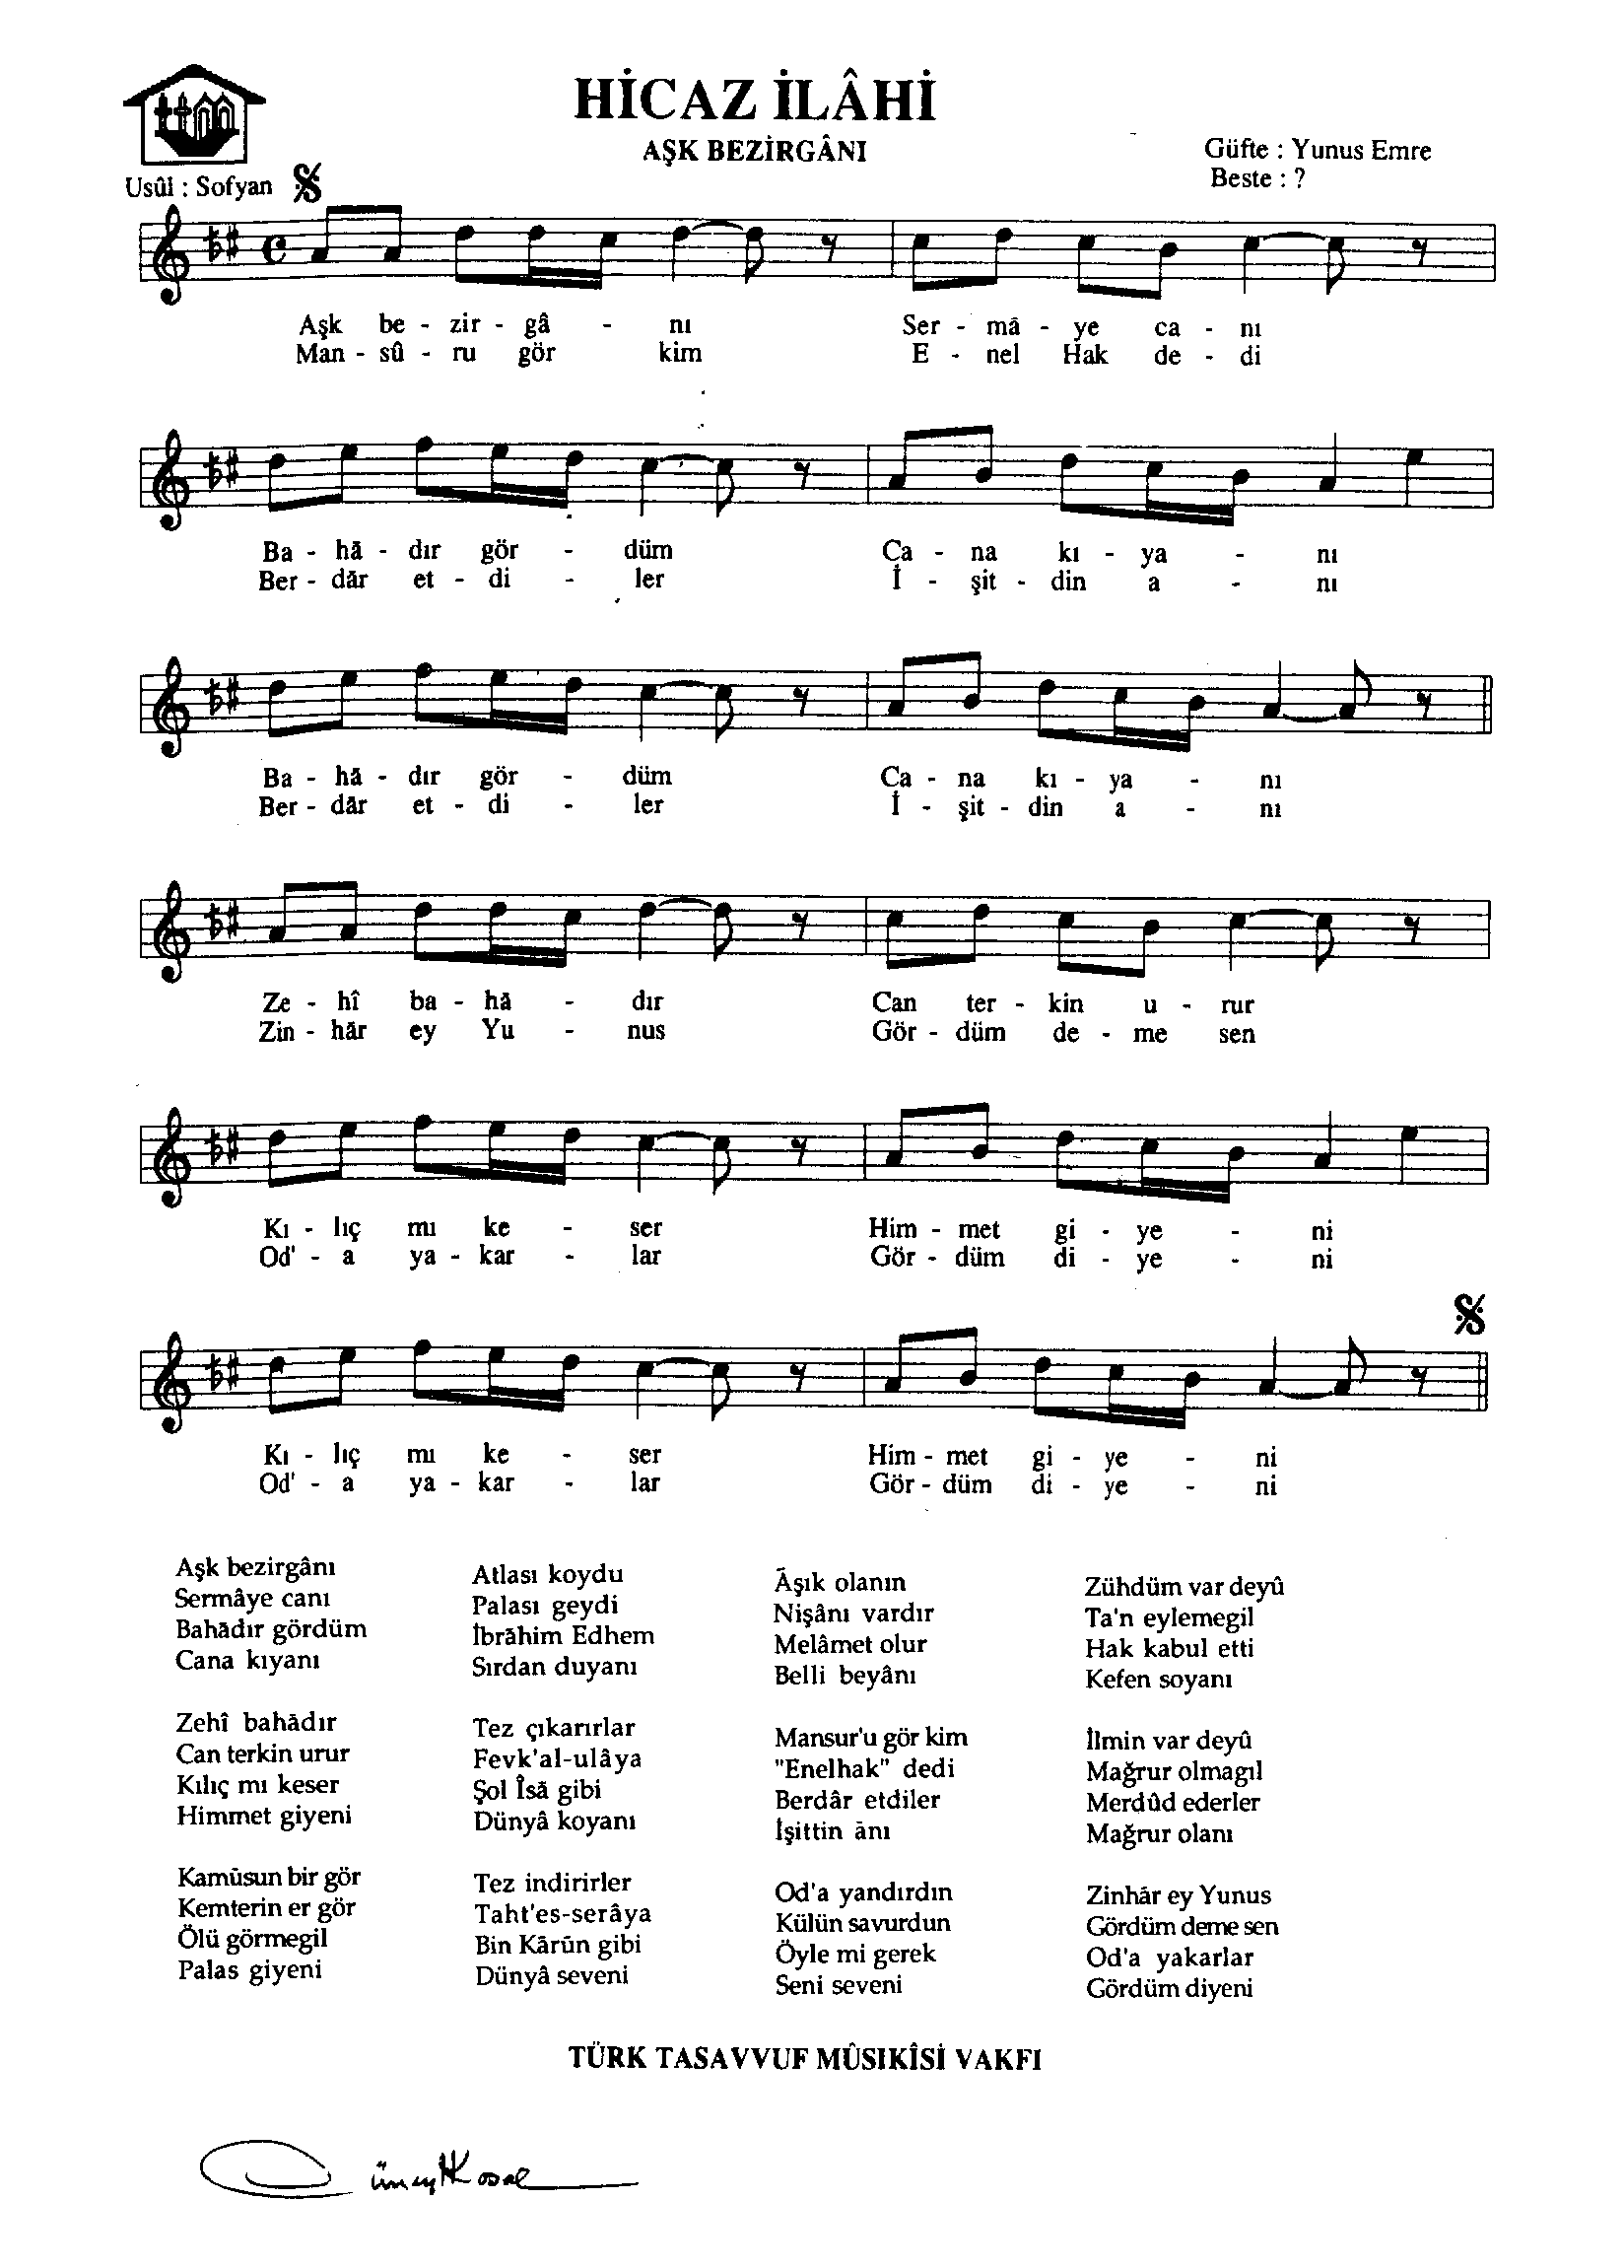 HİCAZ İLÂHİ
AŞK BEZİRGÂNI
Güfte : Yunus Emre
Beste : ?
Usûl : Sofyan
Aşk be - zir - gâ - nı Ser - mâ - ye ca - nı
Man - sû - ru gör kim E - nel Hak de - di
Ba - hâ - dır gör - düm Ca - na kı - ya - nı
Ber - dâr et - di - ler İ - şit - din a - nı
Ba - hâ - dır gör - düm Ca - na kı - ya - nı
Ber - dâr et - di - ler İ - şit - din a - nı
Ze - hî ba - hâ - dır Can ter - kin u - rur
Zin - hâr ey Yu - nus Gör - düm de - me sen
Kı - lıç mı ke - ser Him - met gi - ye - ni
Od' - a ya - kar - lar Gör - düm di - ye - ni
Kı - lıç mı ke - ser Him - met gi - ye - ni
Od' - a ya - kar - lar Gör - düm di - ye - ni
Aşk bezirgânı
Sermâye canı
Bahâdır gördüm
Cana kıyanı
Zehî bahâdır
Can terkin urur
Kılıç mı keser
Himmet giyeni
Kamûsun bir gör
Kemterin er gör
Ölü görmegil
Palas giyeni
Atlası koydu
Palası geydi
İbrâhim Edhem
Sırdan duyanı
Tez çıkarırlar
Fevk'al-ulâya
Şol Îsâ gibi
Dünyâ koyanı
Tez indirirler
Taht'es-serâya
Bin Kârûn gibi
Dünyâ seveni
Âşık olanın
Nişânı vardır
Melâmet olur
Belli beyânı
Mansur'u gör kim
"Enelhak" dedi
Berdâr etdiler
İşittin ânı
Od'a yandırdın
Külün savurdun
Öyle mi gerek
Seni seveni
Zühdüm var deyû
Ta'n eylemegil
Hak kabul etti
Kefen soyanı
İlmin var deyû
Mağrur olmagıl
Merdûd ederler
Mağrur olanı
Zinhâr ey Yunus
Gördüm deme sen
Od'a yakarlar
Gördüm diyeni
TÜRK TASAVVUF MÛSIKÎSİ VAKFI
Cüneyt Kosal